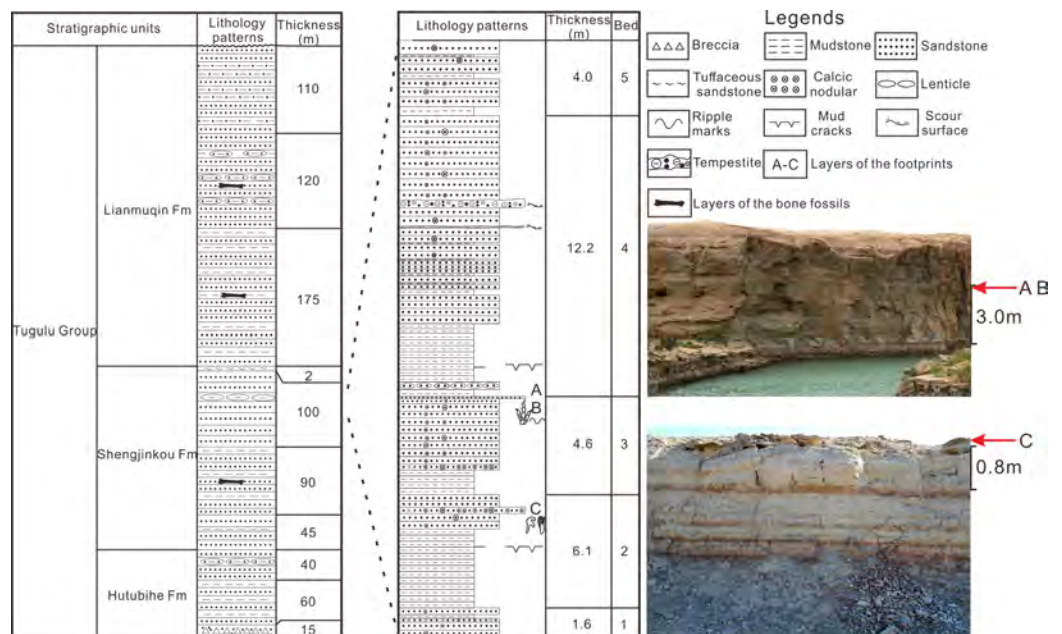 Stratigraphic units
Lithology
patterns
Thickness
(m)
Tugulu Group
Lianmuqin Fm
110
120
175
Shengjinkou Fm
2
100
90
45
Hutubihe Fm
40
60
15
Lithology patterns
Thickness
(m)
Bed
4.0
5
12.2
4
A
B
4.6
3
C
6.1
2
1.6
1
Legends
Breccia
Mudstone
Sandstone
Tuffaceous
sandstone
Calcic
nodular
Lenticle
Ripple
marks
Mud
cracks
Scour
surface
Tempestite
A-C
Layers of the footprints
Layers of the bone fossils
A B
3.0m
C
0.8m